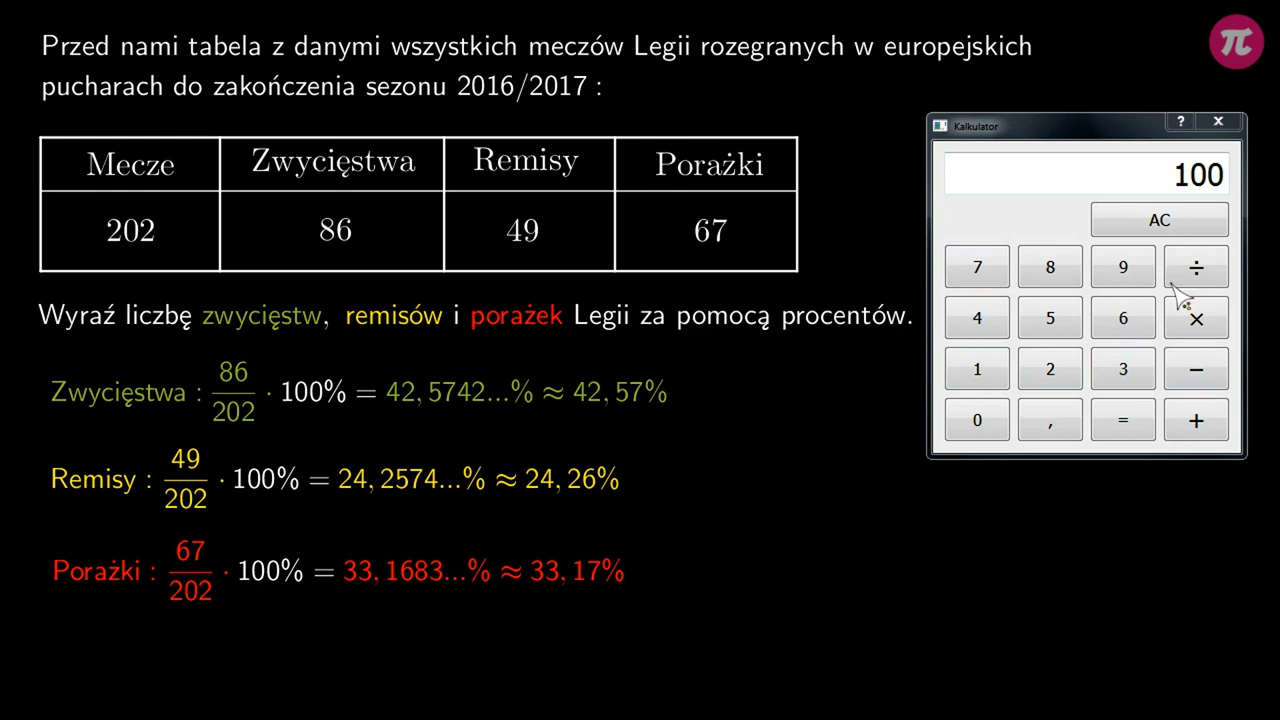 Przed nami tabela z danymi wszystkich meczów Legii rozegranych w europejskich
pucharach do zakończenia sezonu 2016/2017 :
π
Mecze Zwycięstwa Remisy Porażki
202 86 49 67
Wyraź liczbę zwycięstw, remisów i porażek Legii za pomocą procentów.
Zwycięstwa : 86/202 · 100% = 42, 5742...% ≈ 42, 57%
Remisy : 49/202 · 100% = 24, 2574...% ≈ 24, 26%
Porażki : 67/202 · 100% = 33, 1683...% ≈ 33, 17%
Kalkulator ? x
100
AC
7 8 9 ÷
4 5 6 ×
1 2 3 −
0 , = +